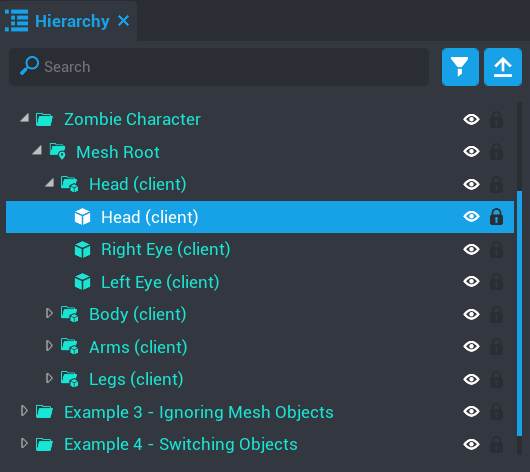 Hierarchy
Search
Zombie Character
Mesh Root
Head (client)
Head (client)
Right Eye (client)
Left Eye (client)
Body (client)
Arms (client)
Legs (client)
Example 3 - Ignoring Mesh Objects
Example 4 - Switching Objects